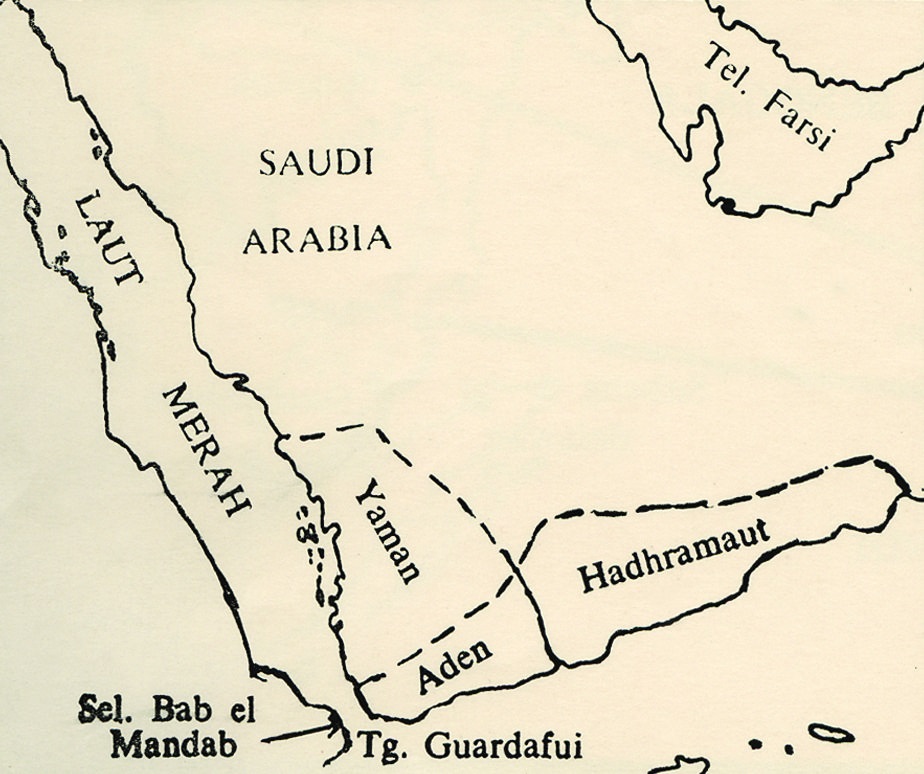 Tel. Farsi
SAUDI
ARABIA
LAUT
MERAH
Yaman
Hadhramaut
Aden
Sel. Bab el
Mandab
Tg. Guardafui